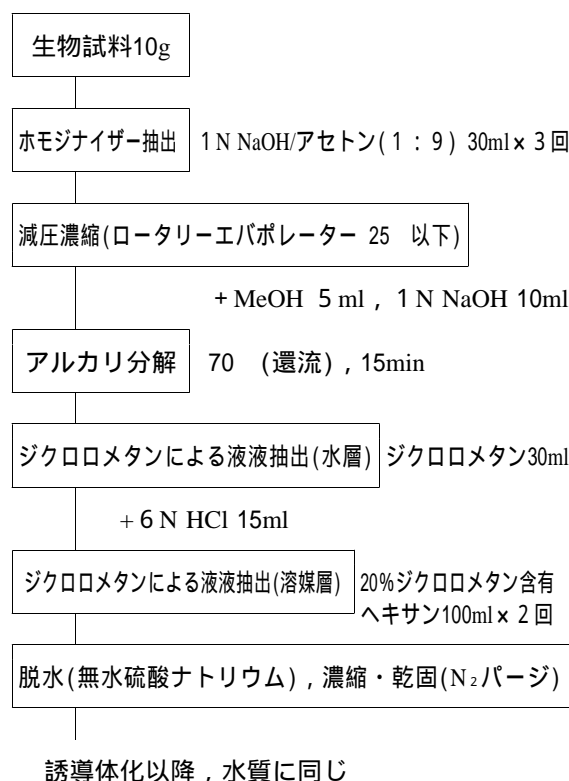 生物試料10g
ホモジナイザー抽出 1N NaOH/アセトン(1:9) 30ml×3回
減圧濃縮(ロータリーエバポレーター 25 以下)
+MeOH 5ml, 1N NaOH 10ml
アルカリ分解 70 (還流),15min
ジクロロメタンによる液液抽出(水層) ジクロロメタン30ml
+6N HCl 15ml
ジクロロメタンによる液液抽出(溶媒層) 20%ジクロロメタン含有
ヘキサン100ml×2回
脱水(無水硫酸ナトリウム),濃縮・乾固(N₂パージ)
誘導体化以降,水質に同じ